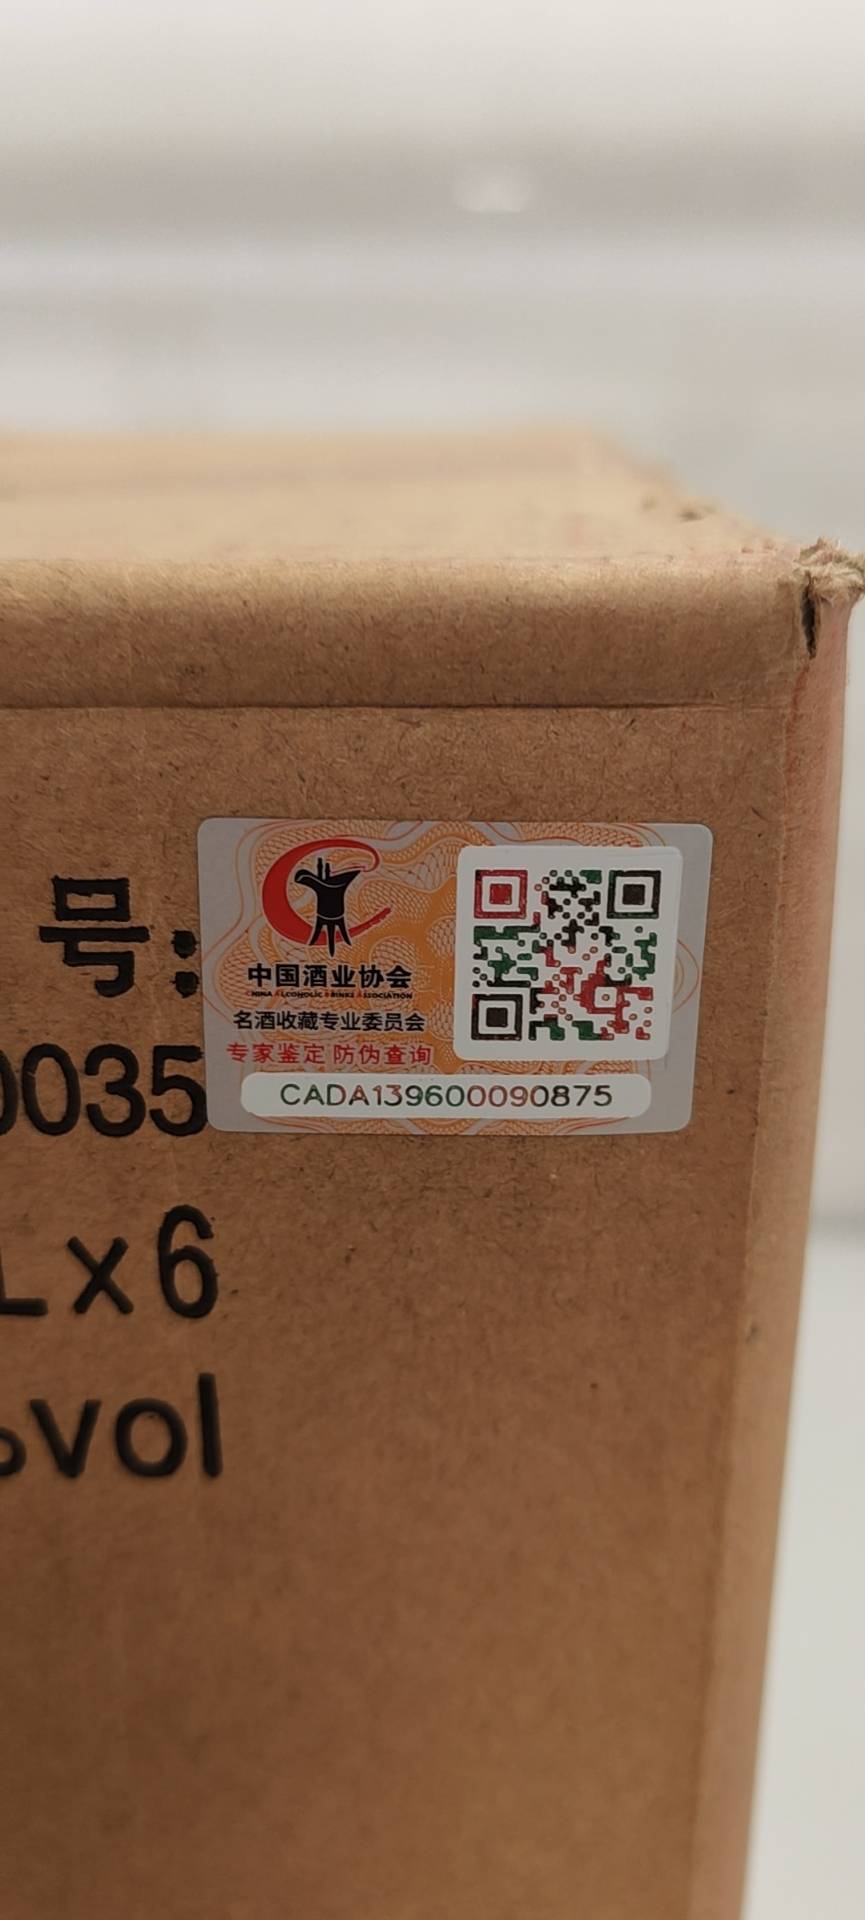 号:
中国酒业协会
CHINA ALCOHOLIC DRINKS ASSOCIATION
名酒收藏专业委员会
专家鉴定 防伪查询
CADA139600090875
0035
L×6
%vol